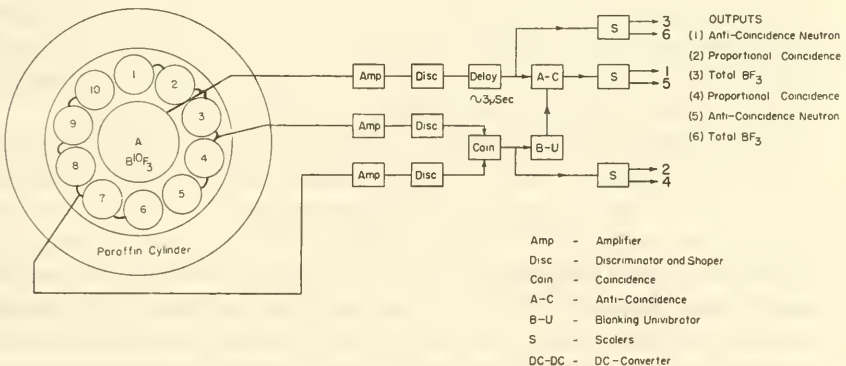 1
2
3
4
5
6
7
8
9
10
A
B10F3
Paraffin Cylinder
Amp
Disc
Delay
~3µSec
A-C
S
3
6
S
1
5
Amp
Disc
Coin
B-U
Amp
Disc
S
2
4
OUTPUTS
(1) Anti-Coincidence Neutron
(2) Proportional Coincidence
(3) Total BF3
(4) Proportional Coincidence
(5) Anti-Coincidence Neutron
(6) Total BF3
Amp - Amplifier
Disc - Discriminator and Shaper
Coin - Coincidence
A-C - Anti-Coincidence
B-U - Blanking Univibrator
S - Scalers
DC-DC - DC-Converter